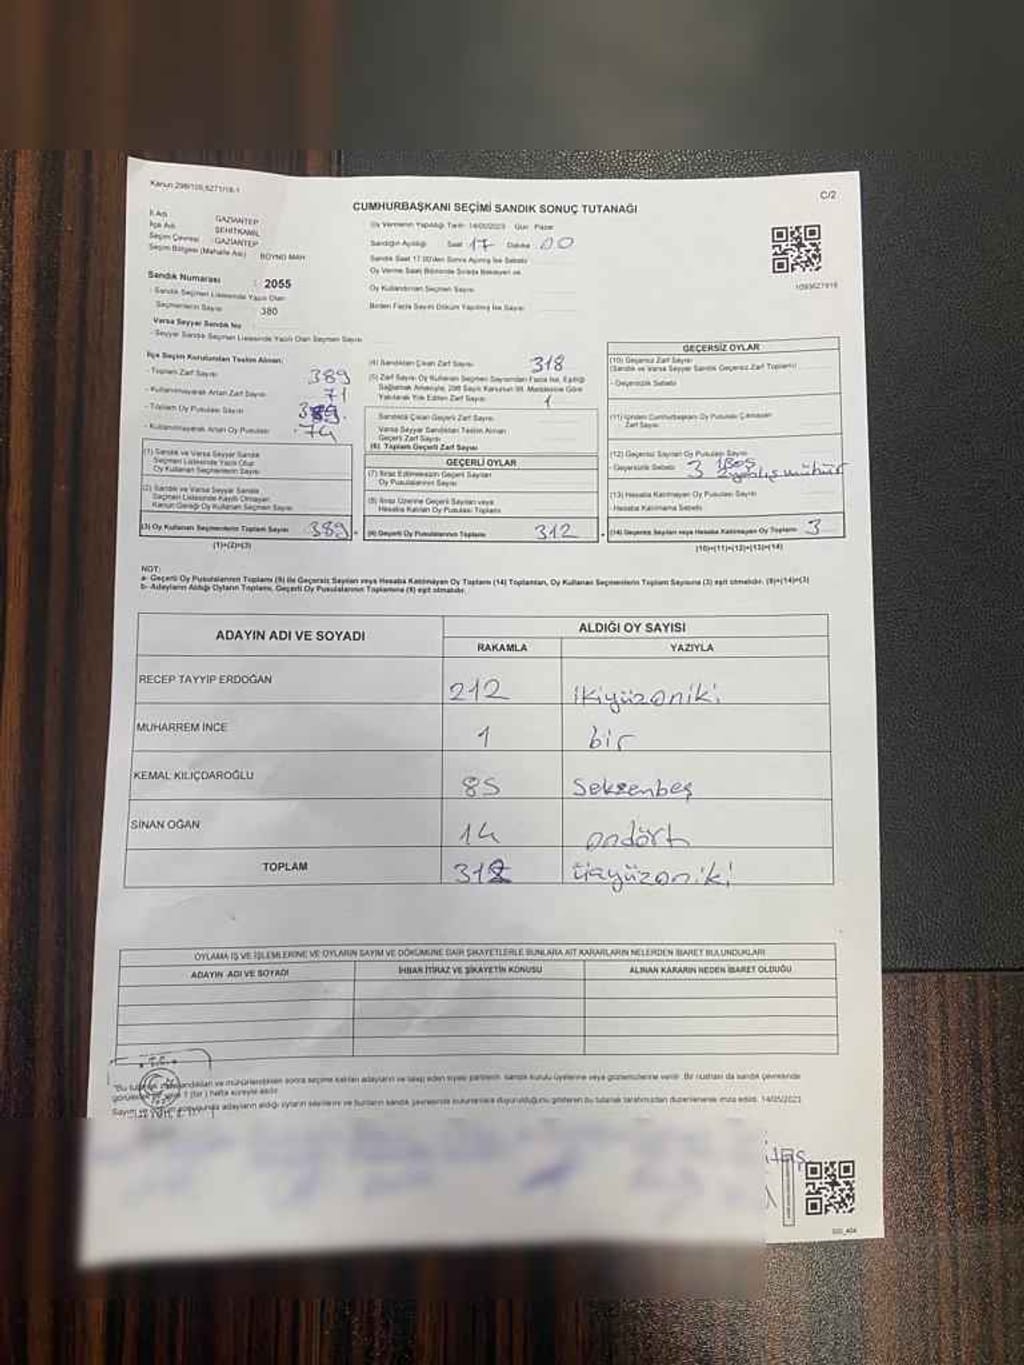 Kanun 298/105,6271/16-1
C/2
CUMHURBAŞKANI SEÇİMİ SANDIK SONUÇ TUTANAĞI
İl Adı GAZİANTEP
İlçe Adı ŞEHİTKAMİL
Seçim Çevresi GAZİANTEP
Seçim Bölgesi (Mahalle Adı) BOYNO MAH
Oy Vermenin Yapıldığı Tarih 14/05/2023 Gün Pazar
Sandığın Açıldığı Saat 17 Dakika 00
Sandık Saat 17.00'den Sonra Açılmış İse Sebebi
Oy Verme Saati Bitiminde Sırada Bekleyen ve
Oy Kullandırılan Seçmen Sayısı
Birden Fazla Sayım Döküm Yapılmış İse Sayısı
1093627916
Sandık Numarası : 2055
- Sandık Seçmen Listesinde Yazılı Olan
Seçmenlerin Sayısı 380
Varsa Seyyar Sandık No
- Seyyar Sandık Seçmen Listesinde Yazılı Olan Seçmen Sayısı
İlçe Seçim Kurulundan Teslim Alınan:
- Toplam Zarf Sayısı 389
- Kullanılmayarak Artan Zarf Sayısı 71
- Toplam Oy Pusulası Sayısı 389
- Kullanılmayarak Artan Oy Pusulası 74
(1) Sandık ve Varsa Seyyar Sandık
Seçmen Listesinde Yazılı Olup
Oy Kullanan Seçmenlerin Sayısı
(2) Sandık ve Varsa Seyyar Sandık
Seçmen Listesinde Kayıtlı Olmayan
Kanun Gereği Oy Kullanan Seçmen Sayısı
(3) Oy Kullanan Seçmenlerin Toplam Sayısı 389
(1)+(2)=(3)
(4) Sandıktan Çıkan Zarf Sayısı 318
(5) Zarf Sayısı Oy Kullanan Seçmen Sayısından Fazla İse, Eşitliği
Sağlamak Amacıyla, 298 Sayılı Kanunun 98. Maddesine Göre
Yakılarak Yok Edilen Zarf Sayısı 1
Sandıkta Çıkan Geçerli Zarf Sayısı
Varsa Seyyar Sandıktan Teslim Alınan
Geçerli Zarf Sayısı
(6) Toplam Geçerli Zarf Sayısı
GEÇERLİ OYLAR
(7) İtiraz Edilmeksizin Geçerli Sayılan
Oy Pusulalarının Sayısı
(8) İtiraz Üzerine Geçerli Sayılan veya
Hesaba Katılan Oy Pusulası Toplamı
(9) Geçerli Oy Pusulalarının Toplamı 312
GEÇERSİZ OYLAR
(10) Geçersiz Zarf Sayısı
(Sandık ve Varsa Seyyar Sandık Geçersiz Zarf Toplamı)
- Geçersizlik Sebebi
(11) İçinden Cumhurbaşkanı Oy Pusulası Çıkmayan
Zarf Sayısı
(12) Geçersiz Sayılan Oy Pusulası Sayısı
- Geçersizlik Sebebi 3 1 Boş
2 yanlış mühür
(13) Hesaba Katılmayan Oy Pusulası Sayısı
- Hesaba Katılmama Sebebi
(14) Geçersiz Sayılan veya Hesaba Katılmayan Oy Toplamı 3
(10)+(11)+(12)+(13)=(14)
NOT:
a- Geçerli Oy Pusulalarının Toplamı (9) ile Geçersiz Sayılan veya Hesaba Katılmayan Oy Toplamı (14) Toplamları, Oy Kullanan Seçmenlerin Toplam Sayısına (3) eşit olmalıdır. (9)+(14)=(3)
b- Adayların Aldığı Oyların Toplamı, Geçerli Oy Pusulalarının Toplamına (9) eşit olmalıdır.
ADAYIN ADI VE SOYADI
ALDIĞI OY SAYISI
RAKAMLA YAZIYLA
RECEP TAYYİP ERDOĞAN 212 ikiyüzoniki
MUHARREM İNCE 1 bir
KEMAL KILIÇDAROĞLU 85 Seksenbeş
SİNAN OĞAN 14 ondört
TOPLAM 312 üçyüzoniki
OYLAMA İŞ VE İŞLEMLERİNE VE OYLARIN SAYIM VE DÖKÜMÜNE DAİR ŞİKAYETLERLE BUNLARA AİT KARARLARIN NELERDEN İBARET BULUNDUKLARI
ADAYIN ADI VE SOYADI İHBAR İTİRAZ VE ŞİKAYETİN KONUSU ALINAN KARARIN NEDEN İBARET OLDUĞU
T.C.
"Bu imzalandıktan ve mühürlendikten sonra seçime katılan adayların ve talep eden siyasi partilerin sandık kurulu üyelerine veya gözlemcilerine verilir. Bir nüshası da sandık çevresinde
1 (bir) hafta süreyle asılır.
Sayım ve adayların aldığı oyların sayılarını ve bunların sandık çevresinde bulunanlara duyurulduğunu gösteren bu tutanak tarafımızdan düzenlenerek imza edildi. 14/05/2023